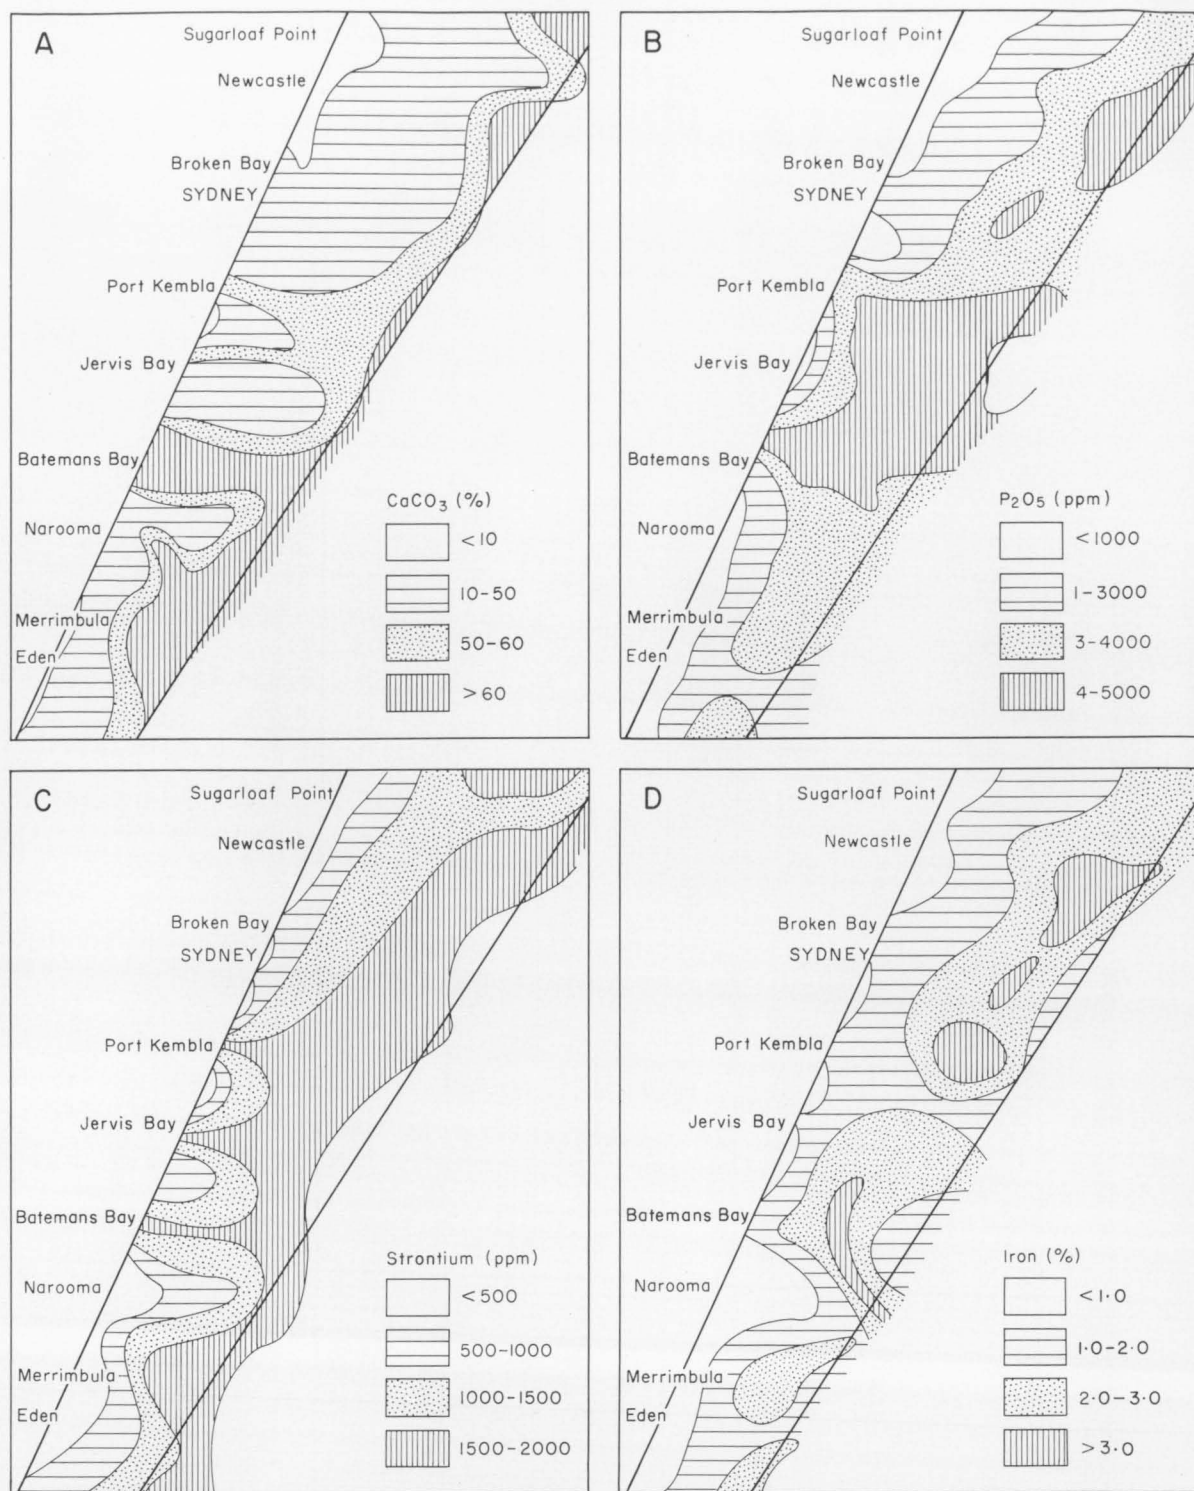 A
Sugarloaf Point
Newcastle
Broken Bay
SYDNEY
Port Kembla
Jervis Bay
Batemans Bay
Narooma
Merrimbula
Eden
CaCO₃ (%)
<10
10-50
50-60
>60
B
Sugarloaf Point
Newcastle
Broken Bay
SYDNEY
Port Kembla
Jervis Bay
Batemans Bay
Narooma
Merrimbula
Eden
P₂O₅ (ppm)
<1000
1-3000
3-4000
4-5000
C
Sugarloaf Point
Newcastle
Broken Bay
SYDNEY
Port Kembla
Jervis Bay
Batemans Bay
Narooma
Merrimbula
Eden
Strontium (ppm)
<500
500-1000
1000-1500
1500-2000
D
Sugarloaf Point
Newcastle
Broken Bay
SYDNEY
Port Kembla
Jervis Bay
Batemans Bay
Narooma
Merrimbula
Eden
Iron (%)
<1·0
1·0-2·0
2·0-3·0
>3·0